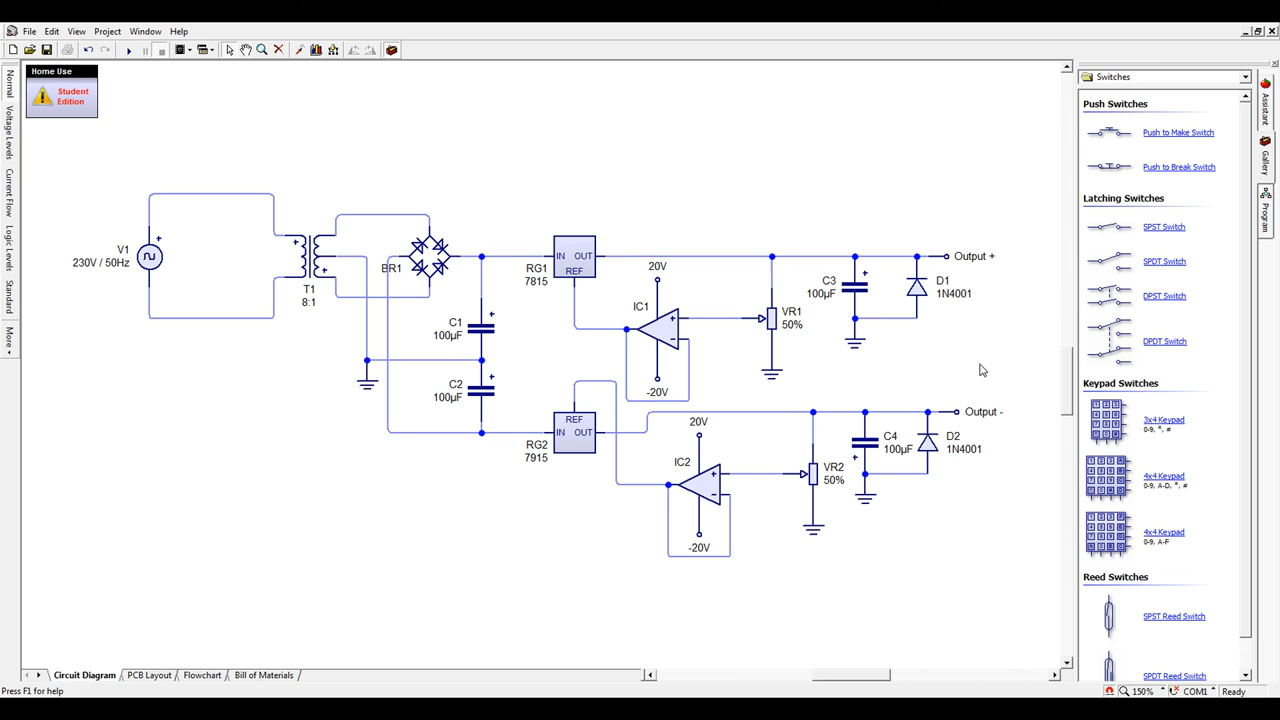 File Edit View Project Window Help
Home Use
Student
Edition
Normal
Voltage Levels
Current Flow
Logic Levels
Standard
More
V1
230V / 50Hz
T1
8:1
BR1
C1
100µF
C2
100µF
RG1
7815
IN OUT
REF
20V
IC1
-20V
VR1
50%
C3
100µF
D1
1N4001
Output +
REF
IN OUT
RG2
7915
20V
IC2
-20V
VR2
50%
C4
100µF
D2
1N4001
Output -
Switches
Push Switches
Push to Make Switch
Push to Break Switch
Latching Switches
SPST Switch
SPDT Switch
DPST Switch
DPDT Switch
Keypad Switches
3x4 Keypad
0-9, *, #
4x4 Keypad
0-9, A-D, *, #
4x4 Keypad
0-9, A-F
Reed Switches
SPST Reed Switch
SPDT Reed Switch
Assistant
Gallery
Program
Circuit Diagram PCB Layout Flowchart Bill of Materials
Press F1 for help
150% COM1 Ready